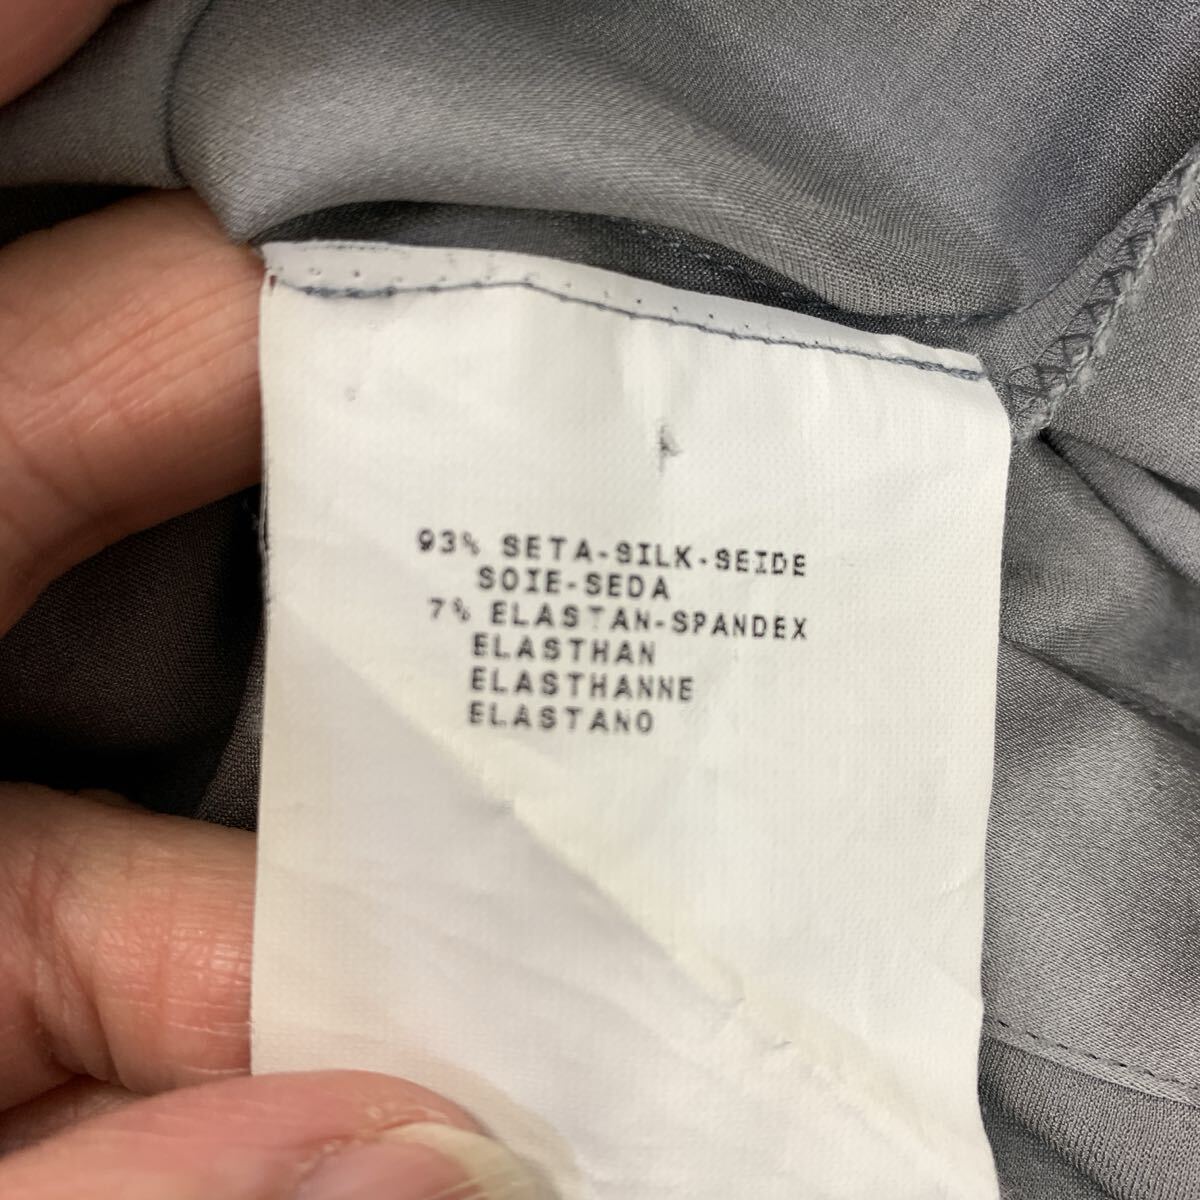 93% SETA-SILK-SEIDE
SOIE-SEDA
7% ELASTAN-SPANDEX
ELASTHAN
ELASTHANNE
ELASTANO